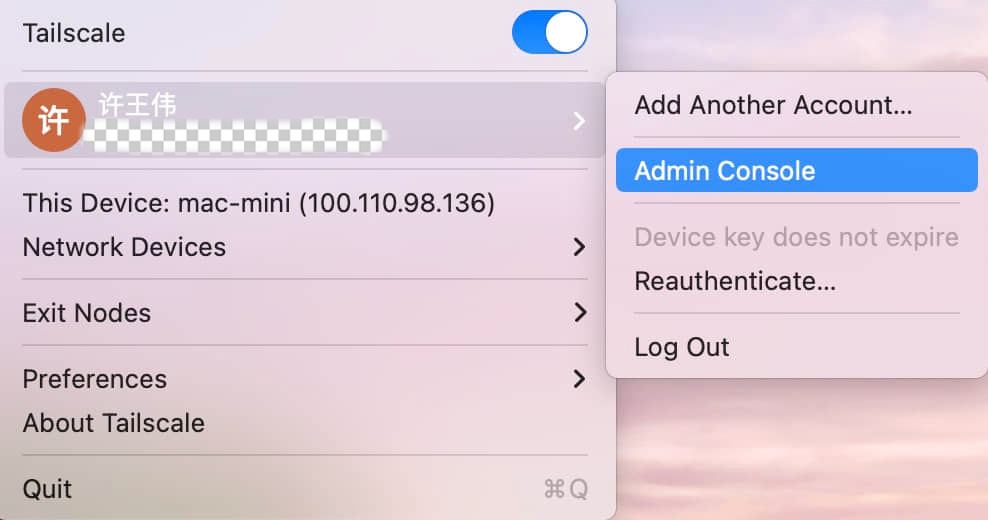 Tailscale
许
许王伟
This Device: mac-mini (100.110.98.136)
Network Devices
Exit Nodes
Preferences
About Tailscale
Quit ⌘Q
Add Another Account...
Admin Console
Device key does not expire
Reauthenticate...
Log Out